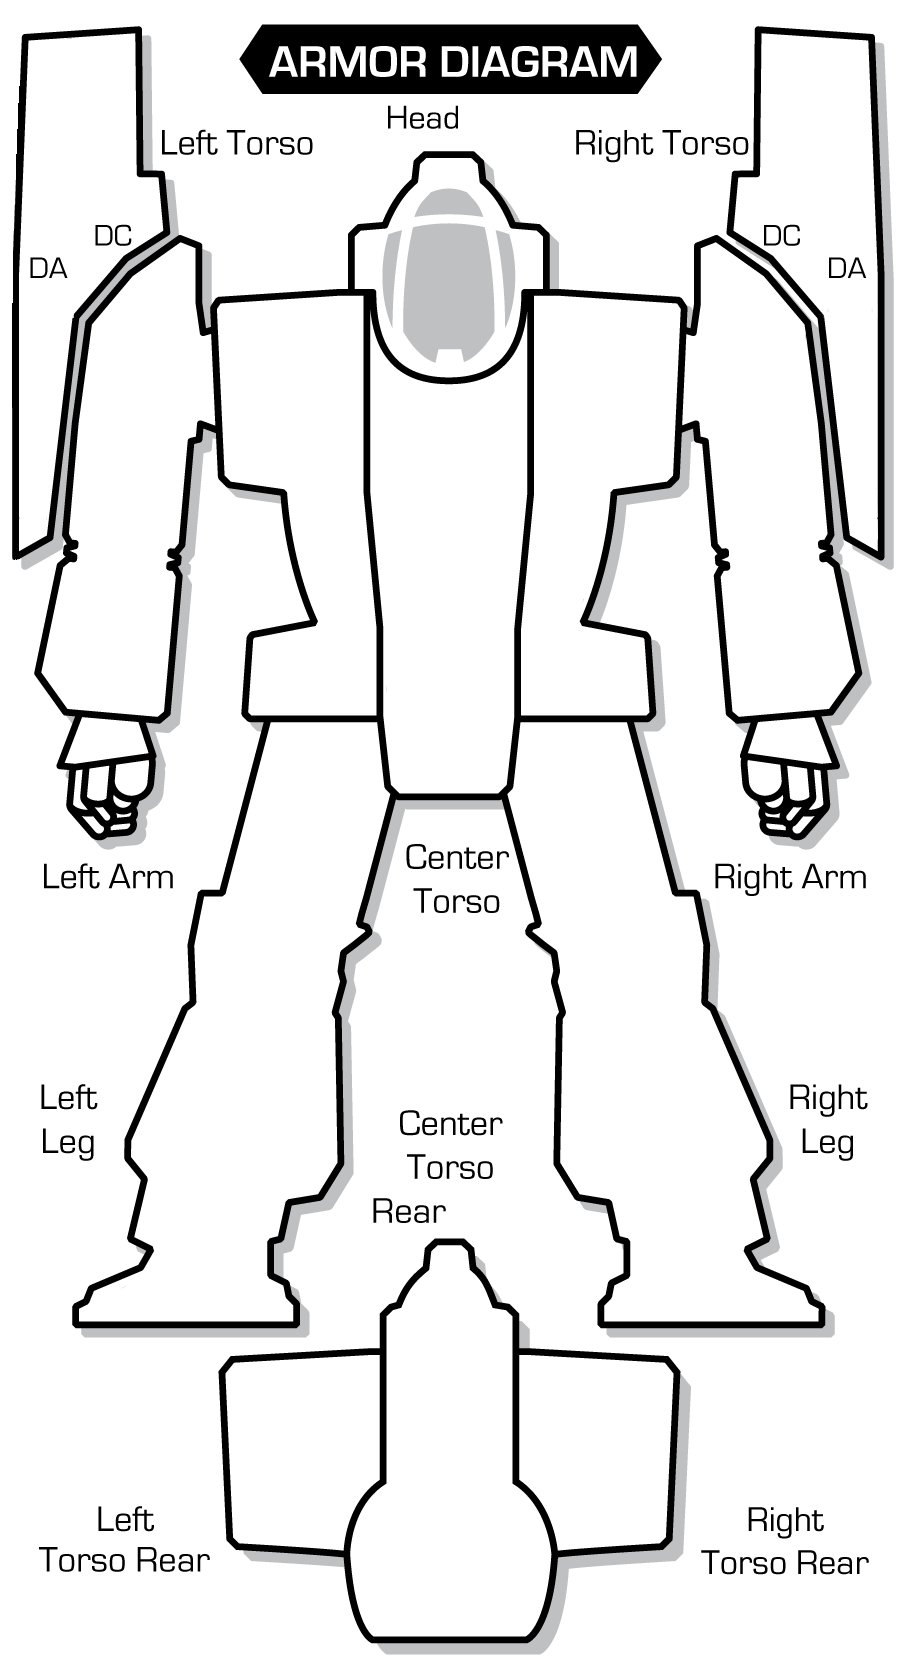 ARMOR DIAGRAM
Head
Left Torso
Right Torso
DC
DA
DC
DA
Left Arm
Center
Torso
Right Arm
Left
Leg
Right
Leg
Center
Torso
Rear
Left
Torso Rear
Right
Torso Rear